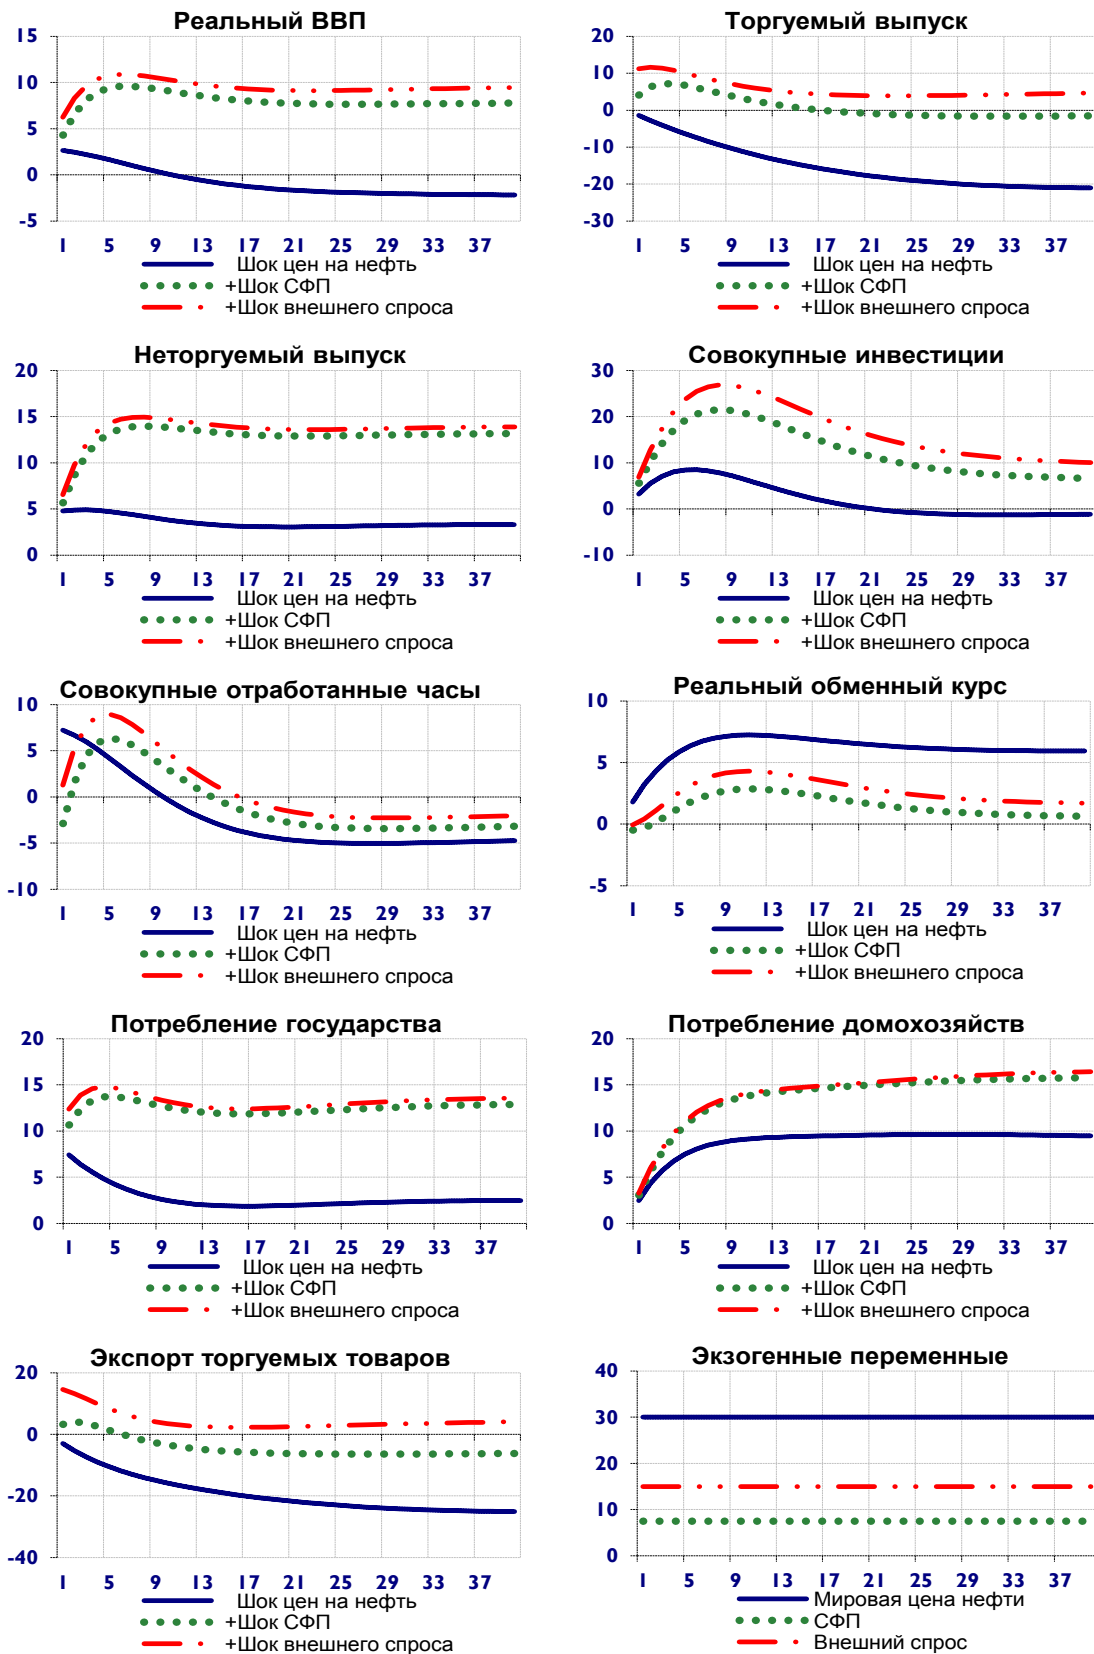 Реальный ВВП
15
10
5
0
-5
1 5 9 13 17 21 25 29 33 37
Шок цен на нефть
+Шок СФП
+Шок внешнего спроса
Торгуемый выпуск
20
10
0
-10
-20
-30
1 5 9 13 17 21 25 29 33 37
Шок цен на нефть
+Шок СФП
+Шок внешнего спроса
Неторгуемый выпуск
20
15
10
5
0
1 5 9 13 17 21 25 29 33 37
Шок цен на нефть
+Шок СФП
+Шок внешнего спроса
Совокупные инвестиции
30
20
10
0
-10
1 5 9 13 17 21 25 29 33 37
Шок цен на нефть
+Шок СФП
+Шок внешнего спроса
Совокупные отработанные часы
10
5
0
-5
-10
1 5 9 13 17 21 25 29 33 37
Шок цен на нефть
+Шок СФП
+Шок внешнего спроса
Реальный обменный курс
10
5
0
-5
1 5 9 13 17 21 25 29 33 37
Шок цен на нефть
+Шок СФП
+Шок внешнего спроса
Потребление государства
20
15
10
5
0
1 5 9 13 17 21 25 29 33 37
Шок цен на нефть
+Шок СФП
+Шок внешнего спроса
Потребление домохозяйств
20
15
10
5
0
1 5 9 13 17 21 25 29 33 37
Шок цен на нефть
+Шок СФП
+Шок внешнего спроса
Экспорт торгуемых товаров
20
0
-20
-40
1 5 9 13 17 21 25 29 33 37
Шок цен на нефть
+Шок СФП
+Шок внешнего спроса
Экзогенные переменные
40
30
20
10
0
1 5 9 13 17 21 25 29 33 37
Мировая цена нефти
СФП
Внешний спрос